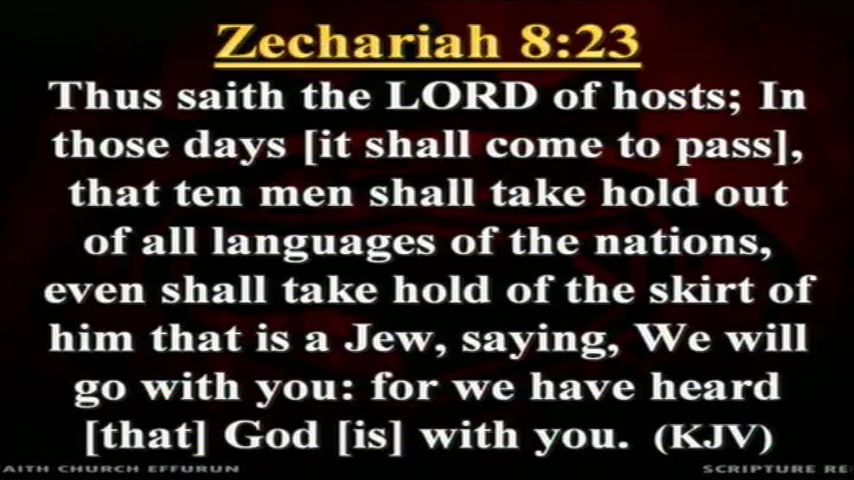 Zechariah 8:23
Thus saith the LORD of hosts; In
those days [it shall come to pass],
that ten men shall take hold out
of all languages of the nations,
even shall take hold of the skirt of
him that is a Jew, saying, We will
go with you: for we have heard
[that] God [is] with you. (KJV)
AITH CHURCH EFFURUN
SCRIPTURE RE